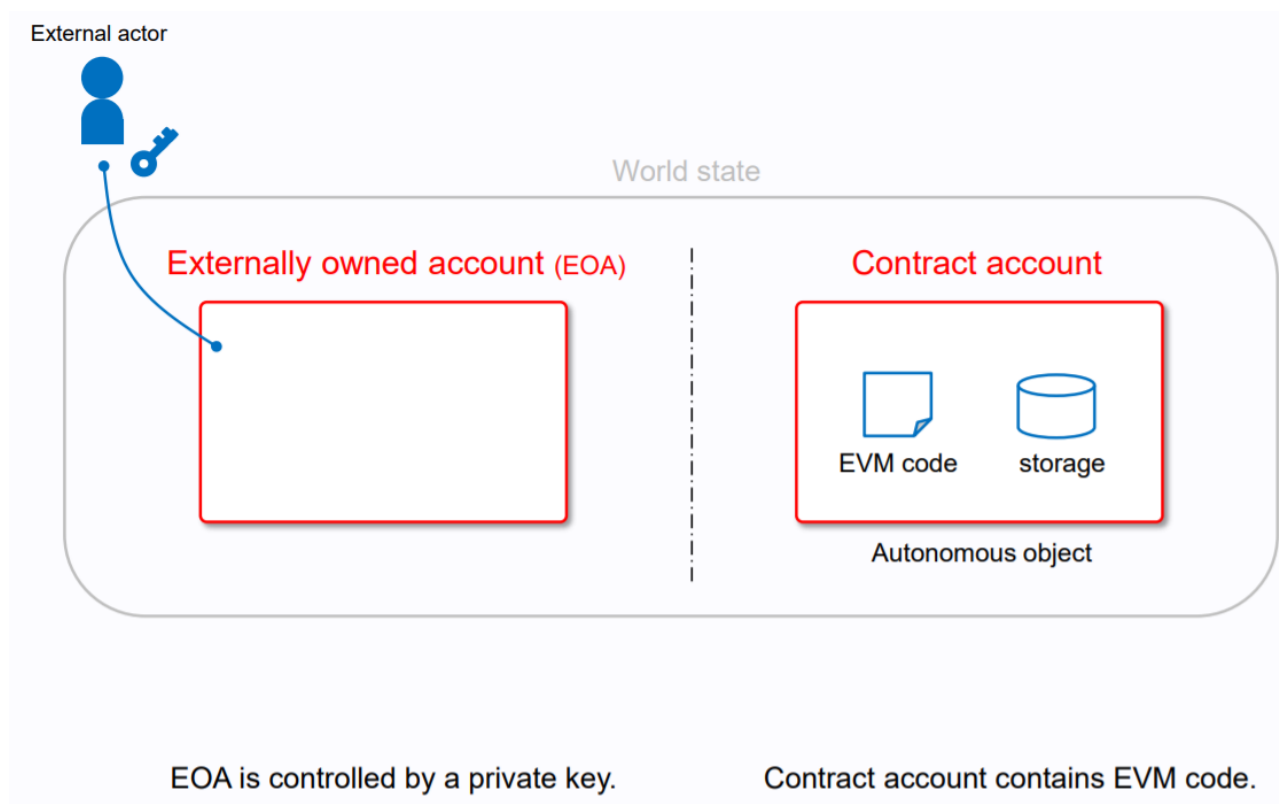 External actor
World state
Externally owned account (EOA)
Contract account
EVM code
storage
Autonomous object
EOA is controlled by a private key.
Contract account contains EVM code.